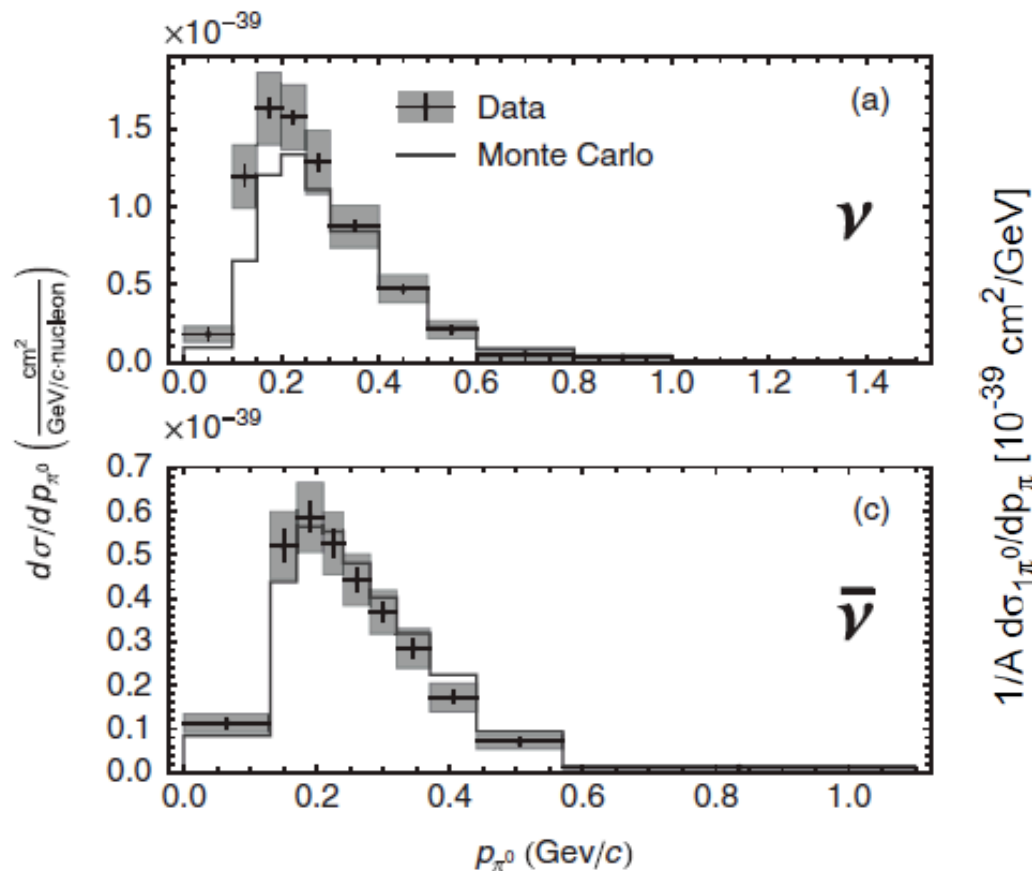 ×10⁻³⁹
Data
Monte Carlo
(a)
ν
1.5
1.0
0.5
0.0
0.0 0.2 0.4 0.6 0.8 1.0 1.2 1.4
×10⁻³⁹
(c)
ν̅
0.7
0.6
0.5
0.4
0.3
0.2
0.1
0.0
0.0 0.2 0.4 0.6 0.8 1.0
p_π⁰ (Gev/c)
dσ/dp_π⁰ (cm²/GeV/c·nucleon)
1/A dσ_1π⁰/dp_π [10⁻³⁹ cm²/GeV]